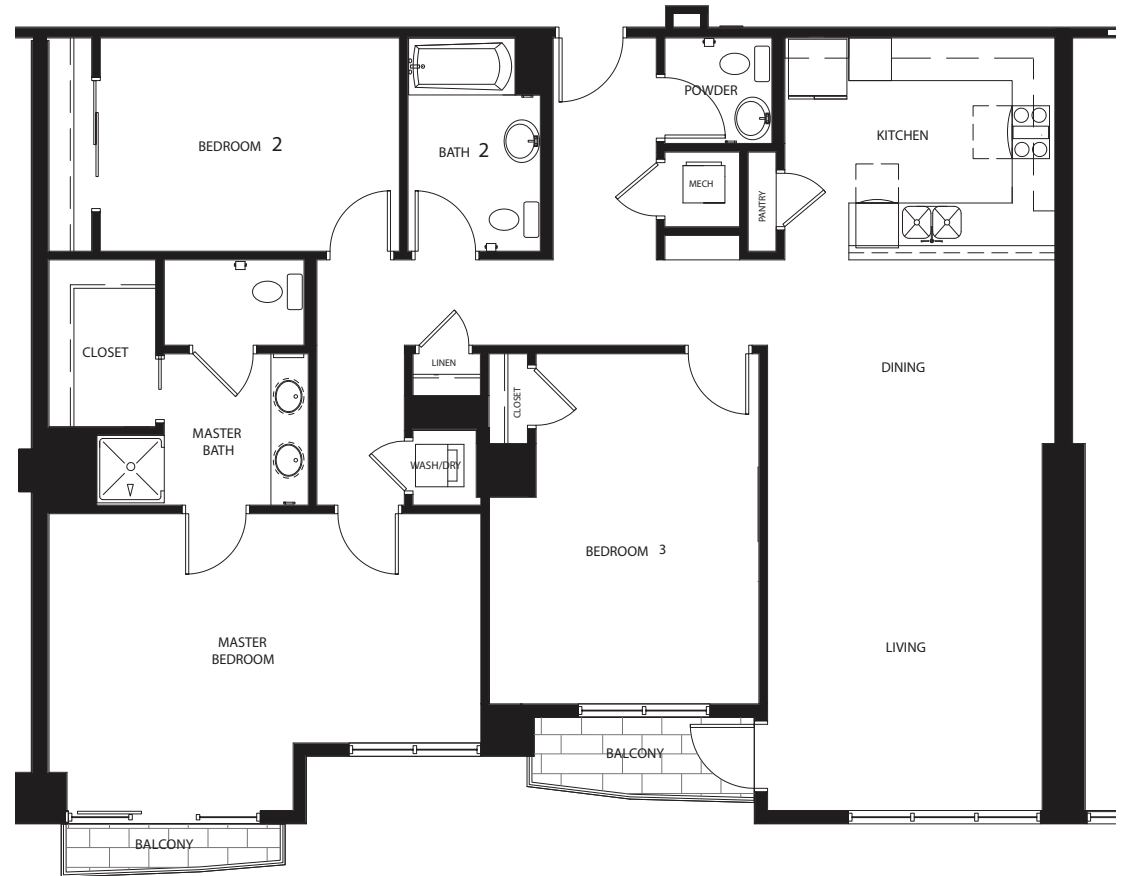 POWDER
BEDROOM 2
BATH 2
KITCHEN
MECH
PANTRY
CLOSET
LINEN
DINING
CLOSET
MASTER
BATH
WASH/DRY
BEDROOM 3
MASTER
BEDROOM
LIVING
BALCONY
BALCONY